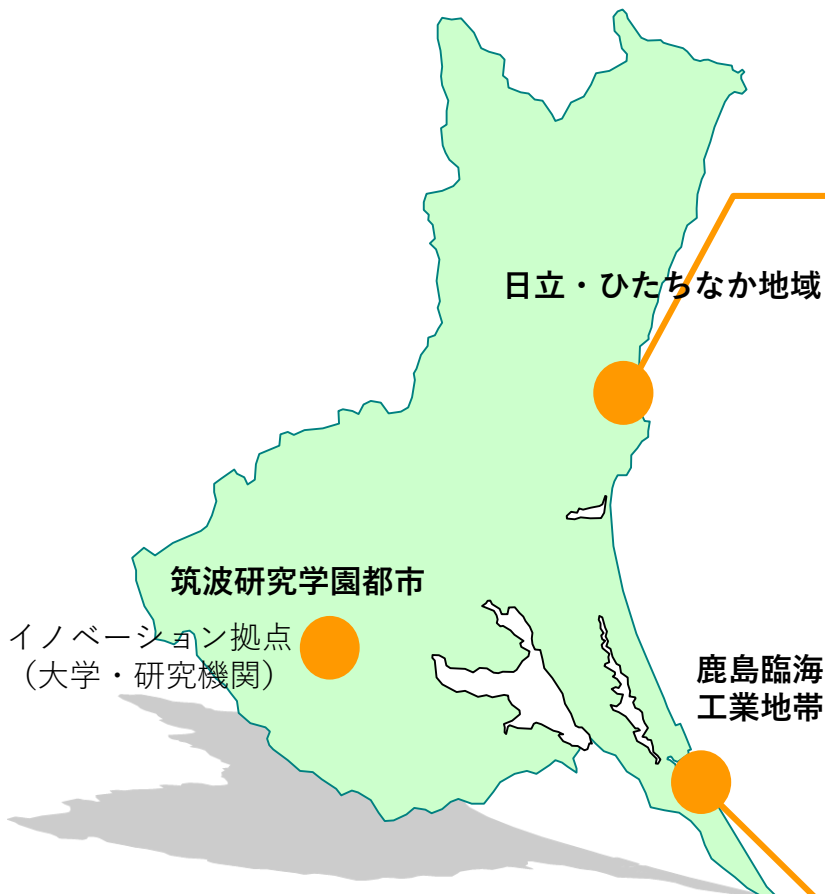 日立・ひたちなか地域
筑波研究学園都市
イノベーション拠点
（大学・研究機関）
鹿島臨海
工業地帯